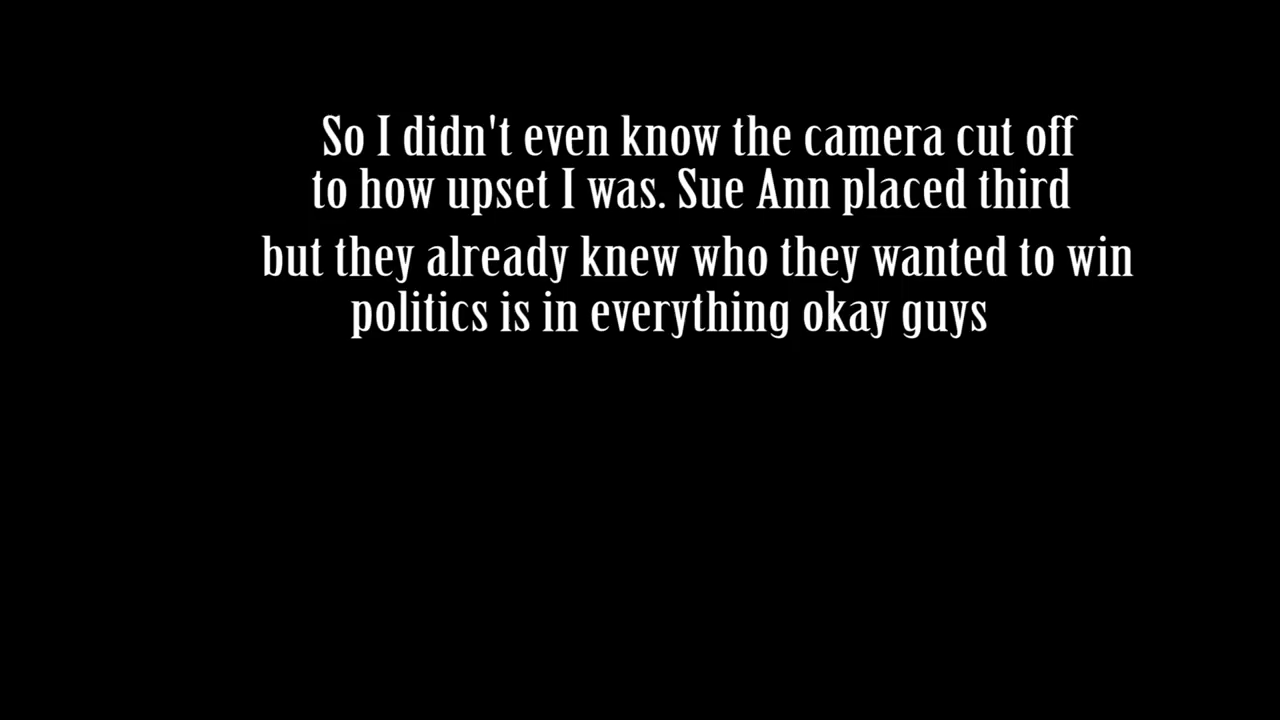 So I didn't even know the camera cut off
to how upset I was. Sue Ann placed third
but they already knew who they wanted to win
politics is in everything okay guys